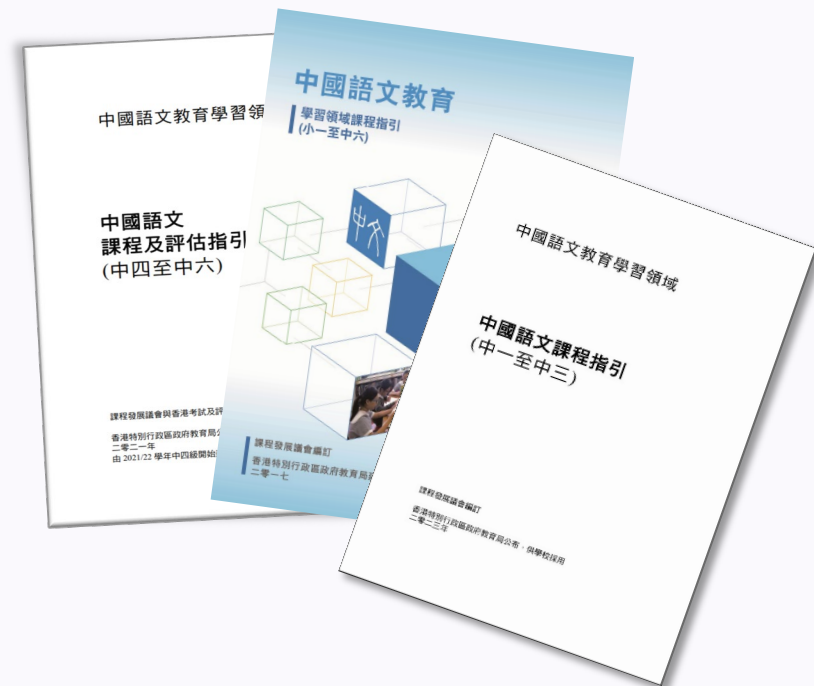 中國語文教育學習領
中國語文
課程及評估指引
(中四至中六)
課程發展議會與香港考試及評
香港特別行政區政府教育局
二零二一年
由 2021/22 學年中四級開始
中國語文教育
學習領域課程指引
(小一至中六)
中文
課程發展議會編訂
香港特別行政區政府教育局
二零一七
中國語文教育學習領域
中國語文課程指引
(中一至中三)
課程發展議會編訂
香港特別行政區政府教育局公布，供學校採用
二零二三年